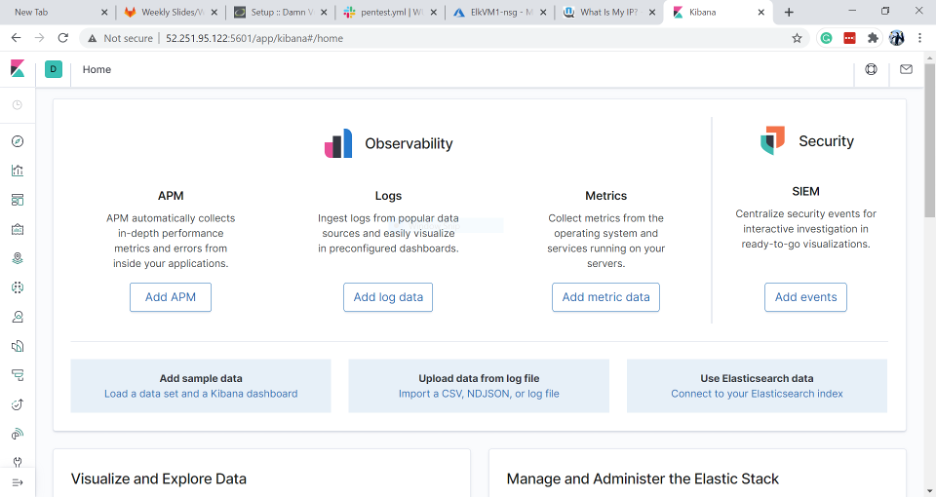 New Tab
Weekly Slides/W
Setup :: Damn V
pentest.yml | W
ElkVM1-nsg - M
What Is My IP?
Kibana
Not secure | 52.251.95.122:5601/app/kibana#/home
D
Home
Observability
Security
APM
APM automatically collects
in-depth performance
metrics and errors from
inside your applications.
Add APM
Logs
Ingest logs from popular data
sources and easily visualize
in preconfigured dashboards.
Add log data
Metrics
Collect metrics from the
operating system and
services running on your
servers.
Add metric data
SIEM
Centralize security events for
interactive investigation in
ready-to-go visualizations.
Add events
Add sample data
Load a data set and a Kibana dashboard
Upload data from log file
Import a CSV, NDJSON, or log file
Use Elasticsearch data
Connect to your Elasticsearch index
Visualize and Explore Data
Manage and Administer the Elastic Stack